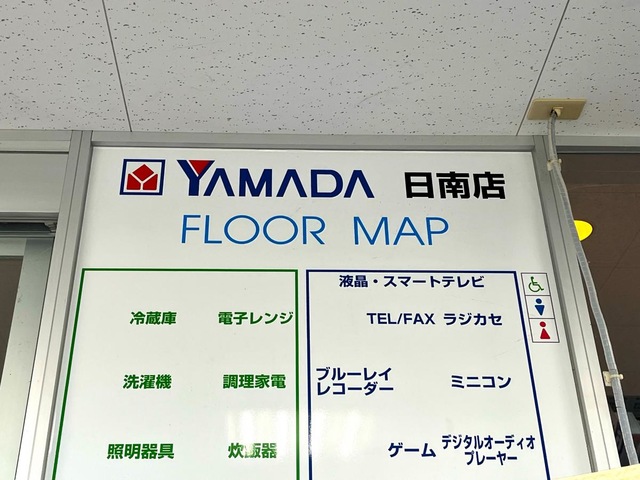 YAMADA 日南店
FLOOR MAP
冷蔵庫 電子レンジ
洗濯機 調理家電
照明器具 炊飯器
液晶・スマートテレビ
TEL/FAX ラジカセ
ブルーレイ
レコーダー
ミニコン
ゲーム
デジタルオーディオ
プレーヤー